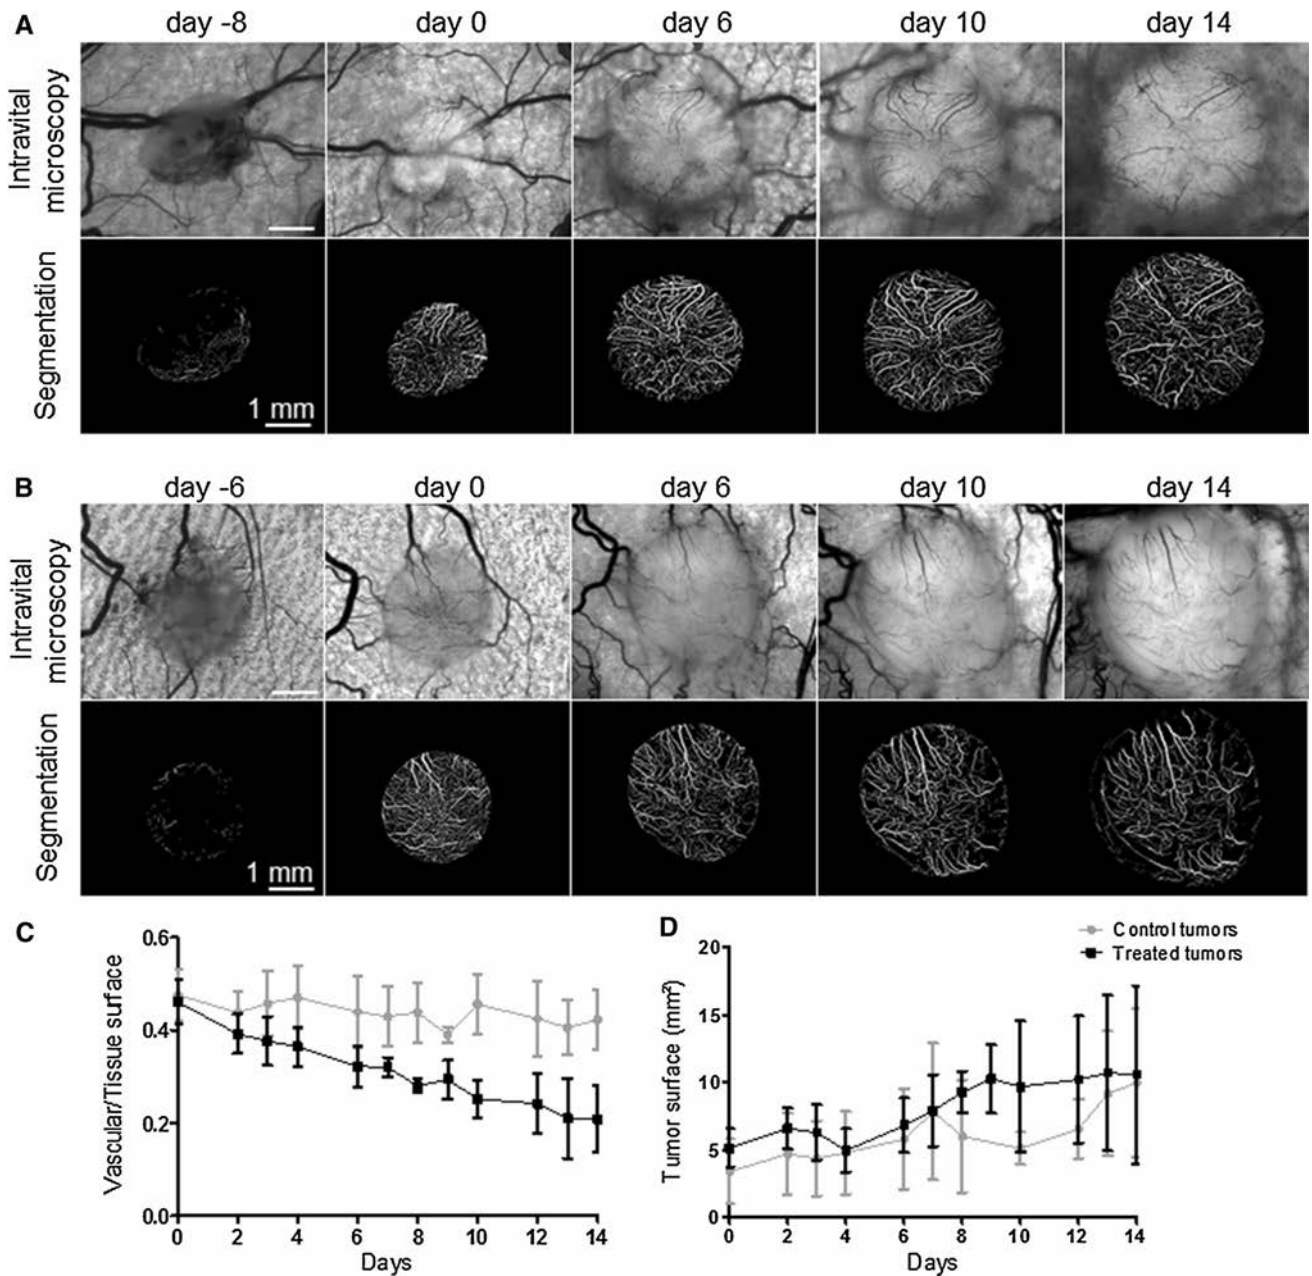 A
day -8 day 0 day 6 day 10 day 14
Intravital
microscopy
Segmentation
1 mm
B
day -6 day 0 day 6 day 10 day 14
Intravital
microscopy
Segmentation
1 mm
C
Vascular/Tissue surface
0.6
0.4
0.2
0.0
0 2 4 6 8 10 12 14
Days
D
Control tumors
Treated tumors
Tumor surface (mm²)
20
15
10
5
0
0 2 4 6 8 10 12 14
Days